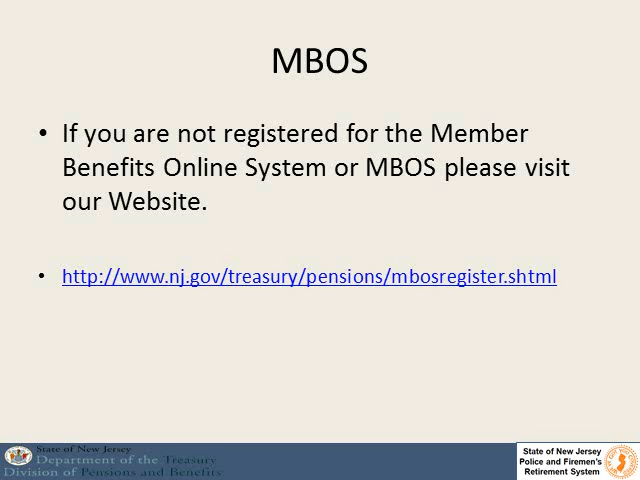 MBOS
• If you are not registered for the Member
Benefits Online System or MBOS please visit
our Website.
• http://www.nj.gov/treasury/pensions/mbosregister.shtml
State of New Jersey
Department of the Treasury
Division of Pensions and Benefits
State of New Jersey
Police and Firemen's
Retirement System